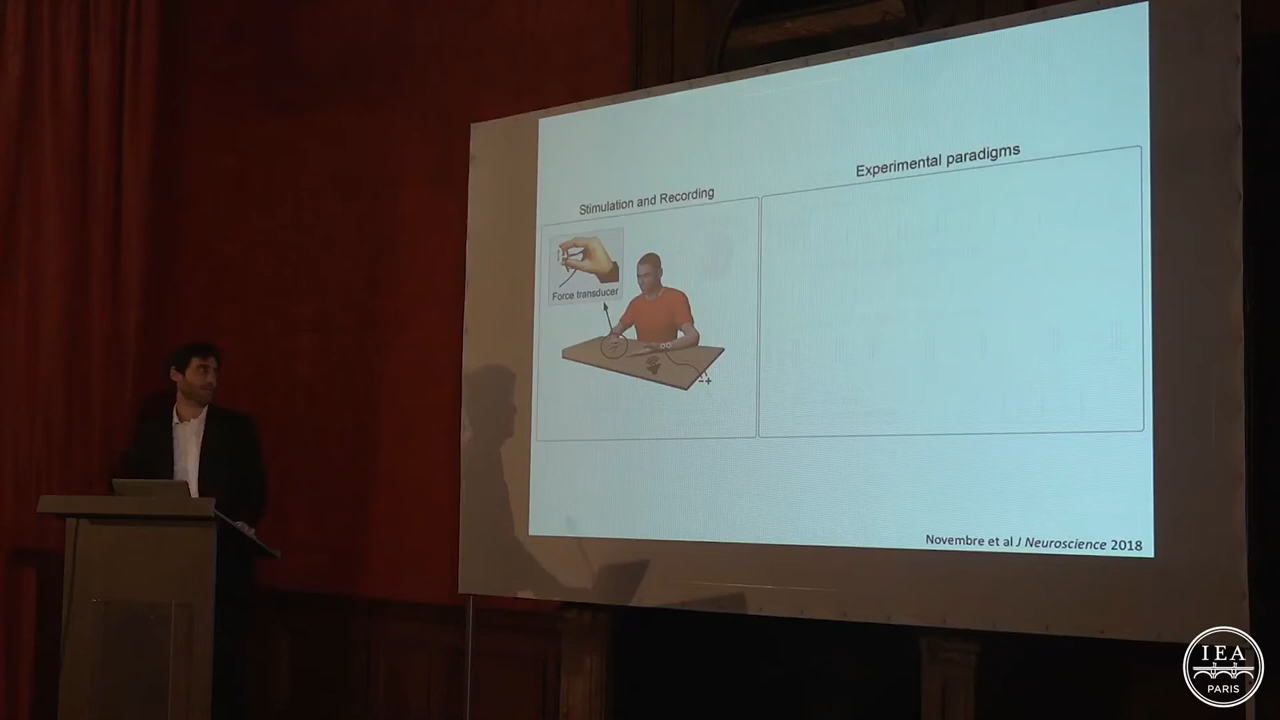 Experimental paradigms
Stimulation and Recording
Force transducer
- +
Novembre et al J Neuroscience 2018
IEA
PARIS